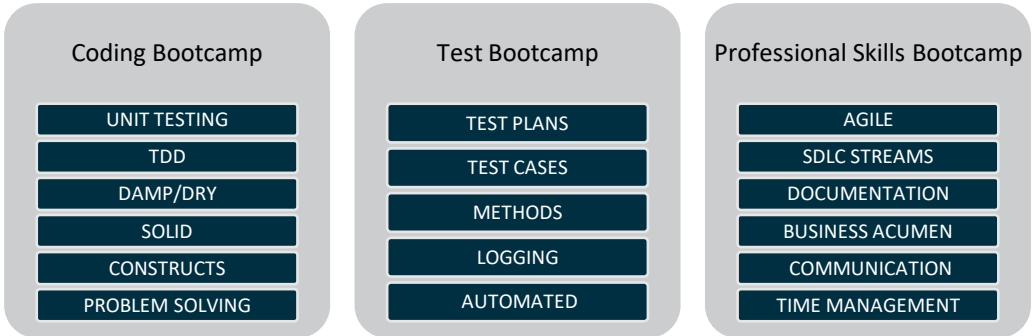 Coding Bootcamp
UNIT TESTING
TDD
DAMP/DRY
SOLID
CONSTRUCTS
PROBLEM SOLVING
Test Bootcamp
TEST PLANS
TEST CASES
METHODS
LOGGING
AUTOMATED
Professional Skills Bootcamp
AGILE
SDLC STREAMS
DOCUMENTATION
BUSINESS ACUMEN
COMMUNICATION
TIME MANAGEMENT